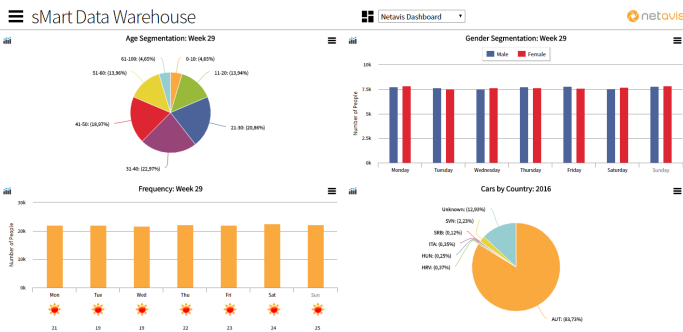 sMart Data Warehouse
Netavis Dashboard
netavis
Age Segmentation: Week 29
61-100: (4,65%)
0-10: (4,65%)
51-60: (13,96%)
11-20: (13,94%)
41-50: (18,97%)
21-30: (20,86%)
31-40: (22,97%)
Gender Segmentation: Week 29
Male
Female
Number of People
10k
7.5k
5k
2.5k
0k
Monday
Tuesday
Wednesday
Thursday
Friday
Saturday
Sunday
Frequency: Week 29
Number of People
30k
20k
10k
0k
Mon
Tue
Wed
Thu
Fri
Sat
Sun
21
19
19
22
23
24
25
Cars by Country: 2016
Unknown: (12,93%)
SVN: (2,23%)
SRB: (0,12%)
ITA: (0,35%)
HUN: (0,25%)
HRV: (0,37%)
AUT: (83,73%)